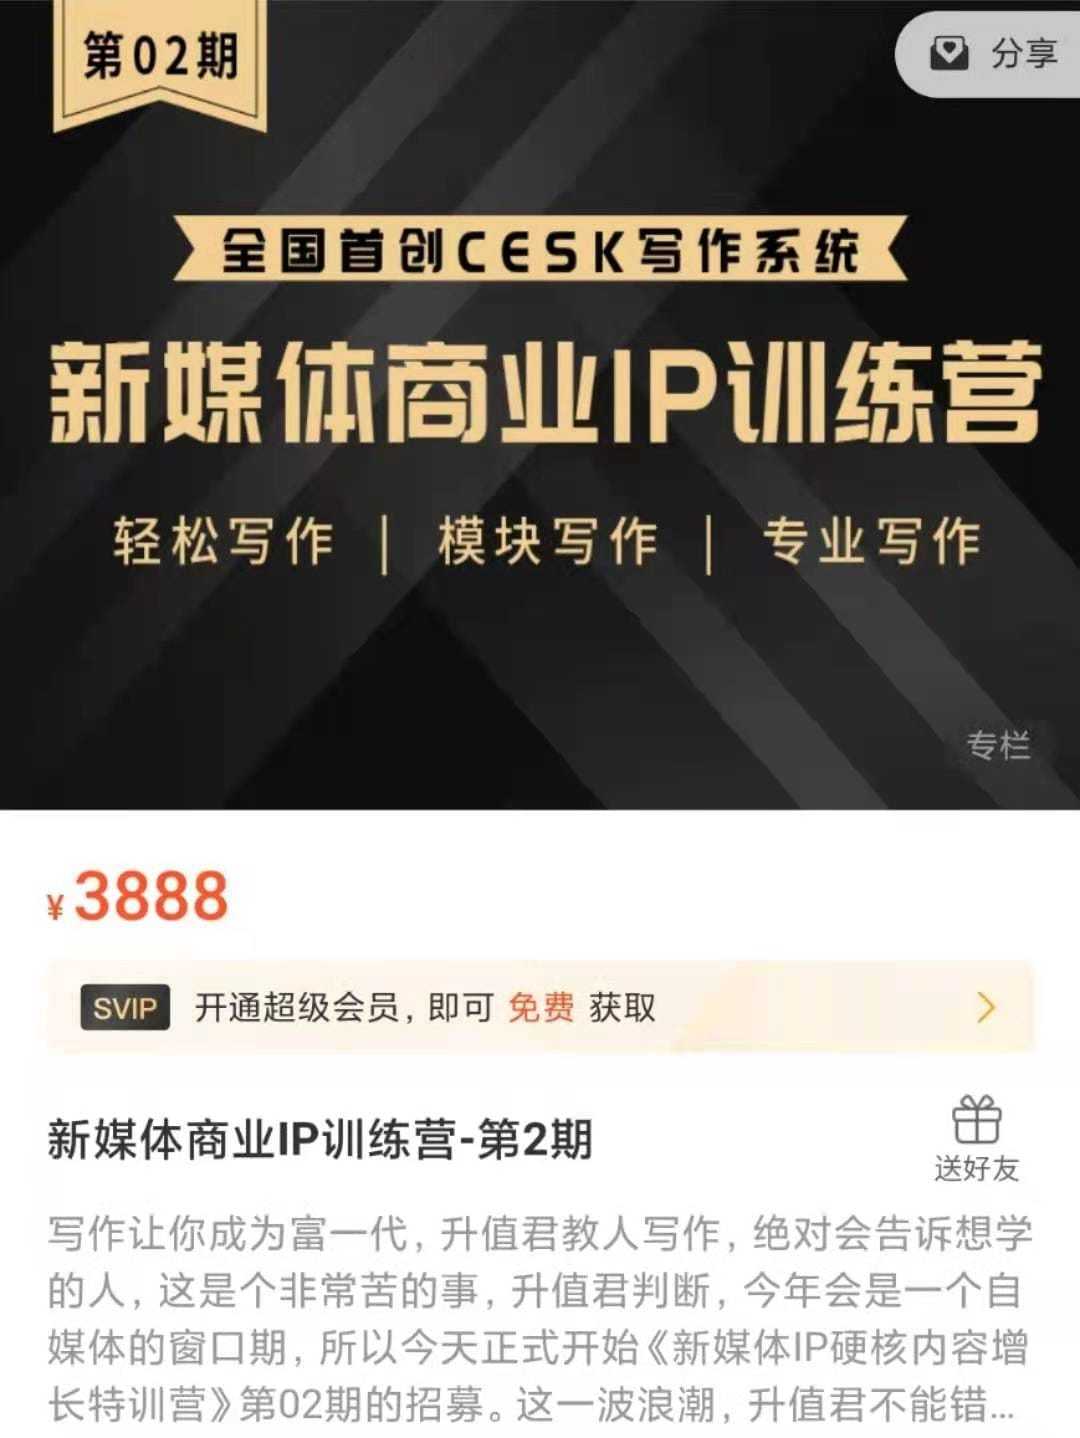 第02期
分享
全国首创CESK写作系统
新媒体商业IP训练营
轻松写作 | 模块写作 | 专业写作
专栏
¥3888
SVIP 开通超级会员，即可 免费 获取
新媒体商业IP训练营-第2期
送好友
写作让你成为富一代，升值君教人写作，绝对会告诉想学
的人，这是个非常苦的事，升值君判断，今年会是一个自
媒体的窗口期，所以今天正式开始《新媒体IP硬核内容增
长特训营》第02期的招募。这一波浪潮，升值君不能错...